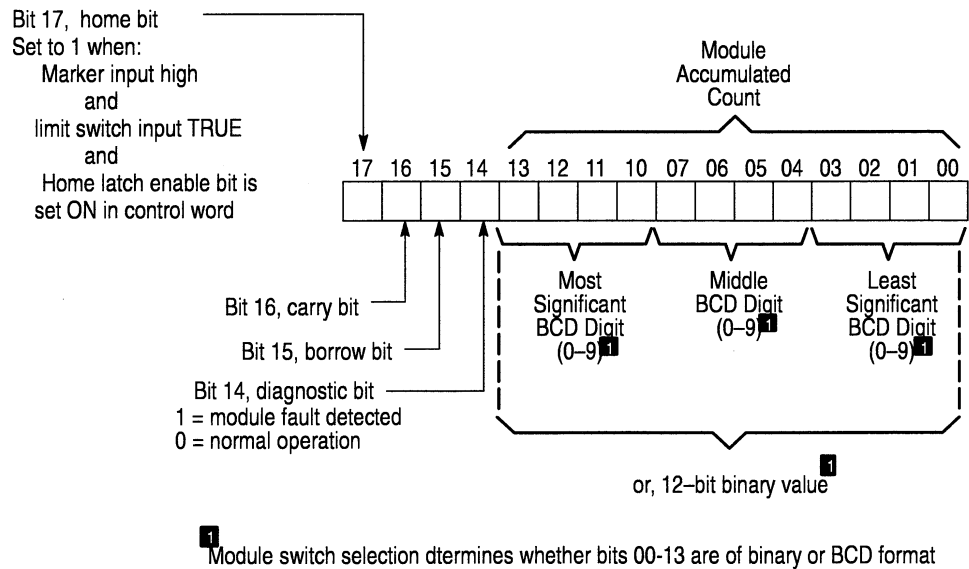 Bit 17, home bit
Set to 1 when:
Marker input high
and
limit switch input TRUE
and
Home latch enable bit is
set ON in control word
Module
Accumulated
Count
17 16 15 14 13 12 11 10 07 06 05 04 03 02 01 00
Most
Significant
BCD Digit
(0–9) 1
Middle
BCD Digit
(0–9) 1
Least
Significant
BCD Digit
(0–9) 1
Bit 16, carry bit
Bit 15, borrow bit
Bit 14, diagnostic bit
1 = module fault detected
0 = normal operation
or, 12–bit binary value 1
1 Module switch selection dtermines whether bits 00-13 are of binary or BCD format